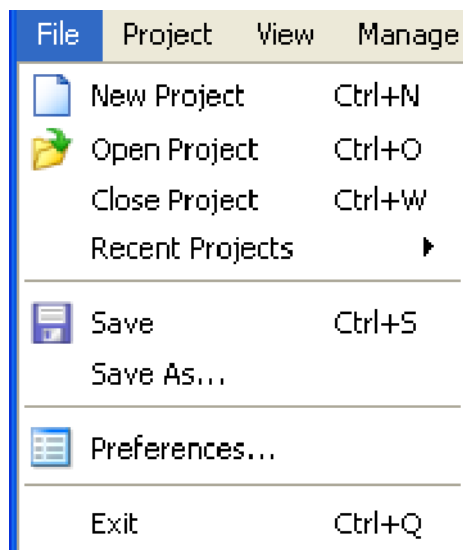 File Project View Manage
New Project Ctrl+N
Open Project Ctrl+O
Close Project Ctrl+W
Recent Projects
Save Ctrl+S
Save As...
Preferences...
Exit Ctrl+Q